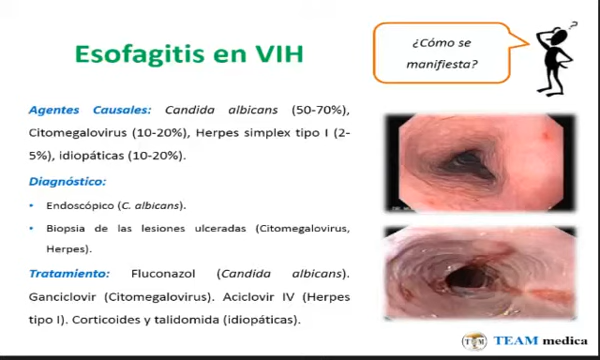 Esofagitis en VIH
¿Cómo se
manifiesta?
?
Agentes Causales: Candida albicans (50-70%),
Citomegalovirus (10-20%), Herpes simplex tipo I (2-
5%), idiopáticas (10-20%).
Diagnóstico:
• Endoscópico (C. albicans).
• Biopsia de las lesiones ulceradas (Citomegalovirus,
Herpes).
Tratamiento: Fluconazol (Candida albicans).
Ganciclovir (Citomegalovirus). Aciclovir IV (Herpes
tipo I). Corticoides y talidomida (idiopáticas).
TEAM medica